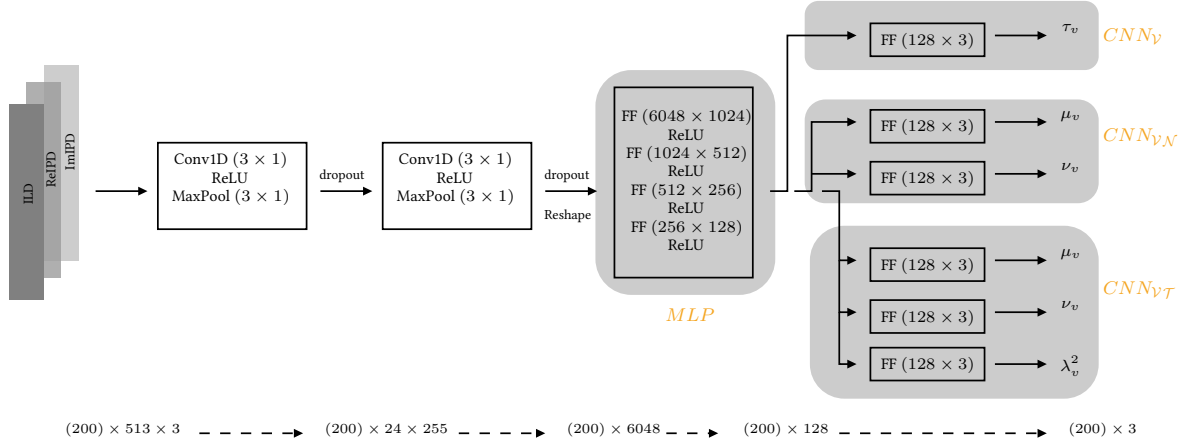 ILD
ReIPD
ImIPD
Conv1D (3 × 1)
ReLU
MaxPool (3 × 1)
dropout
Conv1D (3 × 1)
ReLU
MaxPool (3 × 1)
dropout
Reshape
FF (6048 × 1024)
ReLU
FF (1024 × 512)
ReLU
FF (512 × 256)
ReLU
FF (256 × 128)
ReLU
MLP
FF (128 × 3)
τ_v
CNN_𝒱
FF (128 × 3)
μ_v
FF (128 × 3)
ν_v
CNN_𝒱𝒩
FF (128 × 3)
μ_v
FF (128 × 3)
ν_v
FF (128 × 3)
λ²_v
CNN_𝒱𝒯
(200) × 513 × 3
(200) × 24 × 255
(200) × 6048
(200) × 128
(200) × 3